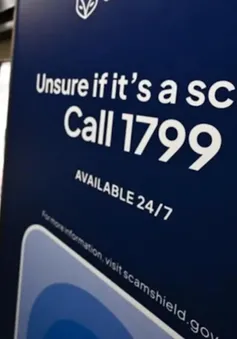 Unsure if it's a sc
Call 1799
AVAILABLE 24/7
For more information, visit scamshield.gov